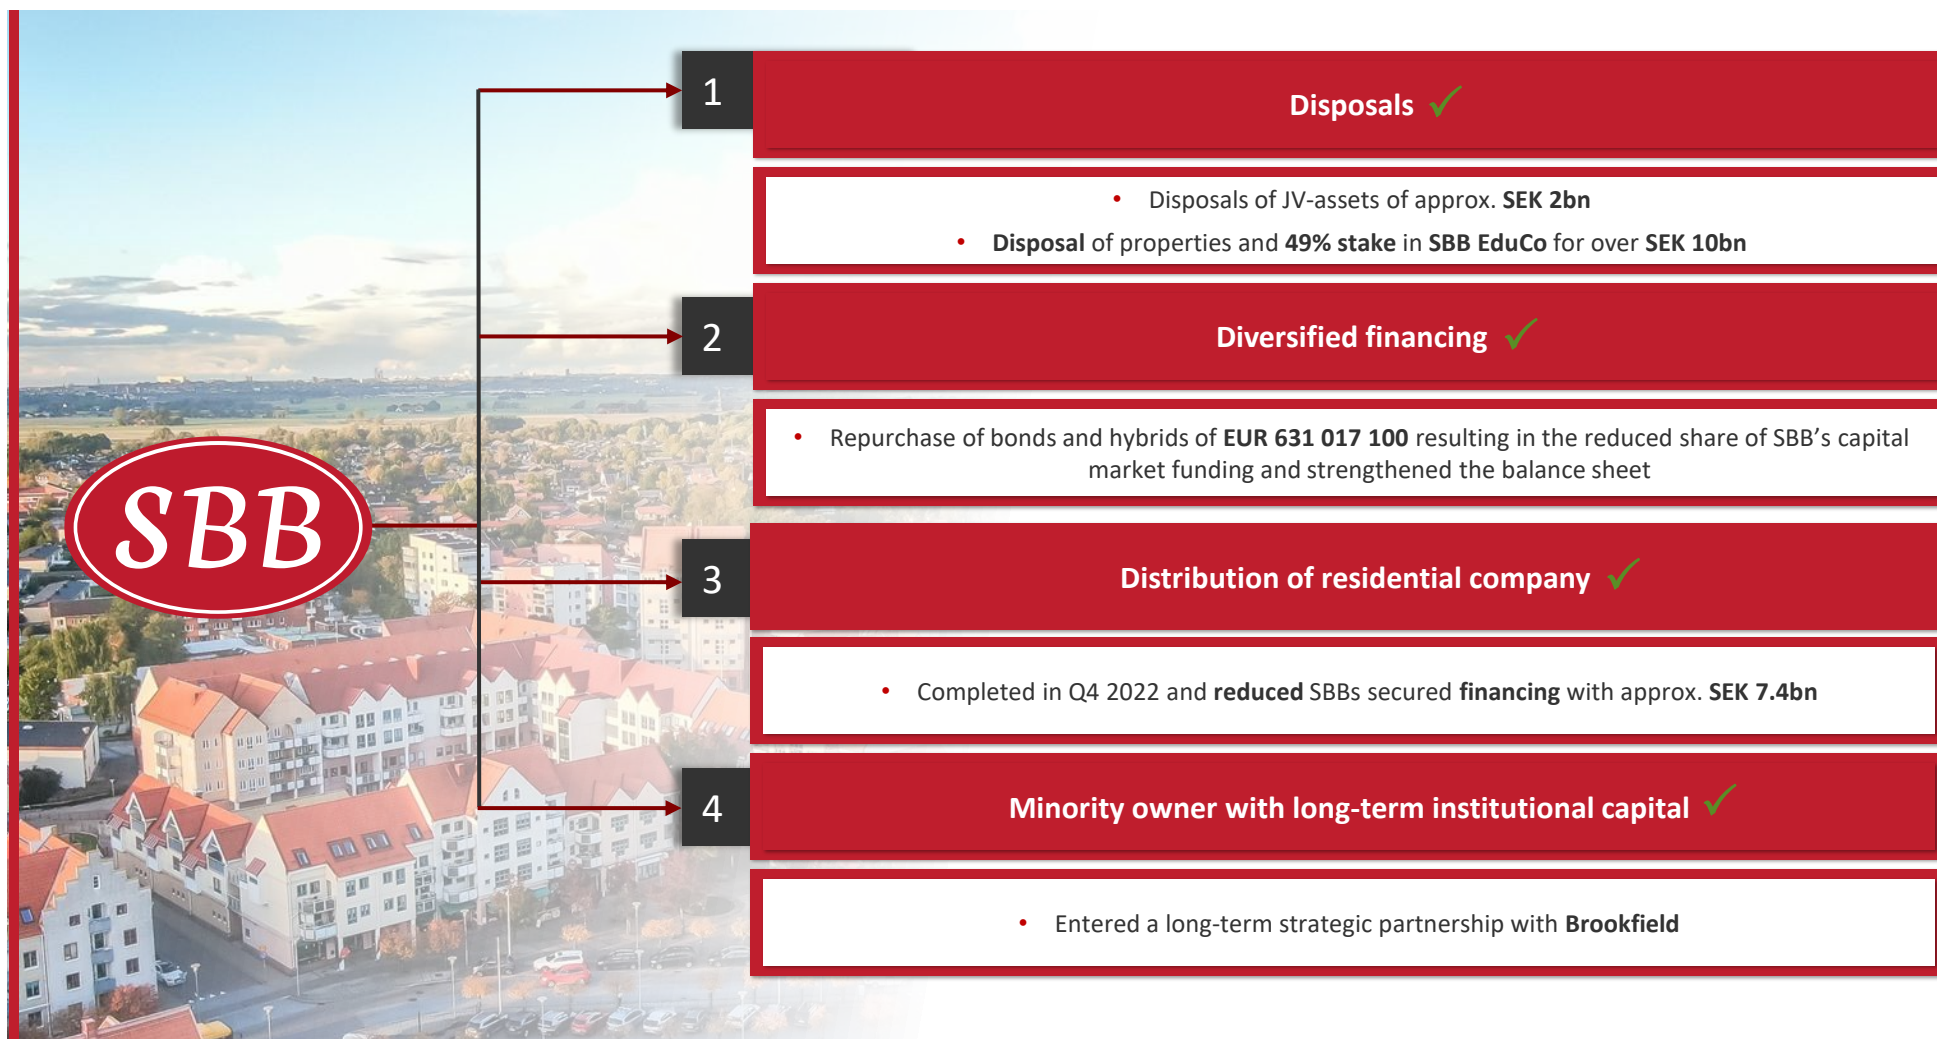 SBB
1
Disposals ✓
• Disposals of JV-assets of approx. SEK 2bn
• Disposal of properties and 49% stake in SBB EduCo for over SEK 10bn
2
Diversified financing ✓
• Repurchase of bonds and hybrids of EUR 631 017 100 resulting in the reduced share of SBB’s capital
market funding and strengthened the balance sheet
3
Distribution of residential company ✓
• Completed in Q4 2022 and reduced SBBs secured financing with approx. SEK 7.4bn
4
Minority owner with long-term institutional capital ✓
• Entered a long-term strategic partnership with Brookfield